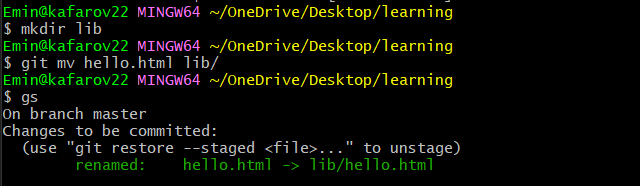 Emin@kafarov22 MINGW64 ~/OneDrive/Desktop/learning
$ mkdir lib
Emin@kafarov22 MINGW64 ~/OneDrive/Desktop/learning
$ git mv hello.html lib/
Emin@kafarov22 MINGW64 ~/OneDrive/Desktop/learning
$ gs
On branch master
Changes to be committed:
  (use "git restore --staged <file>..." to unstage)
        renamed:    hello.html -> lib/hello.html